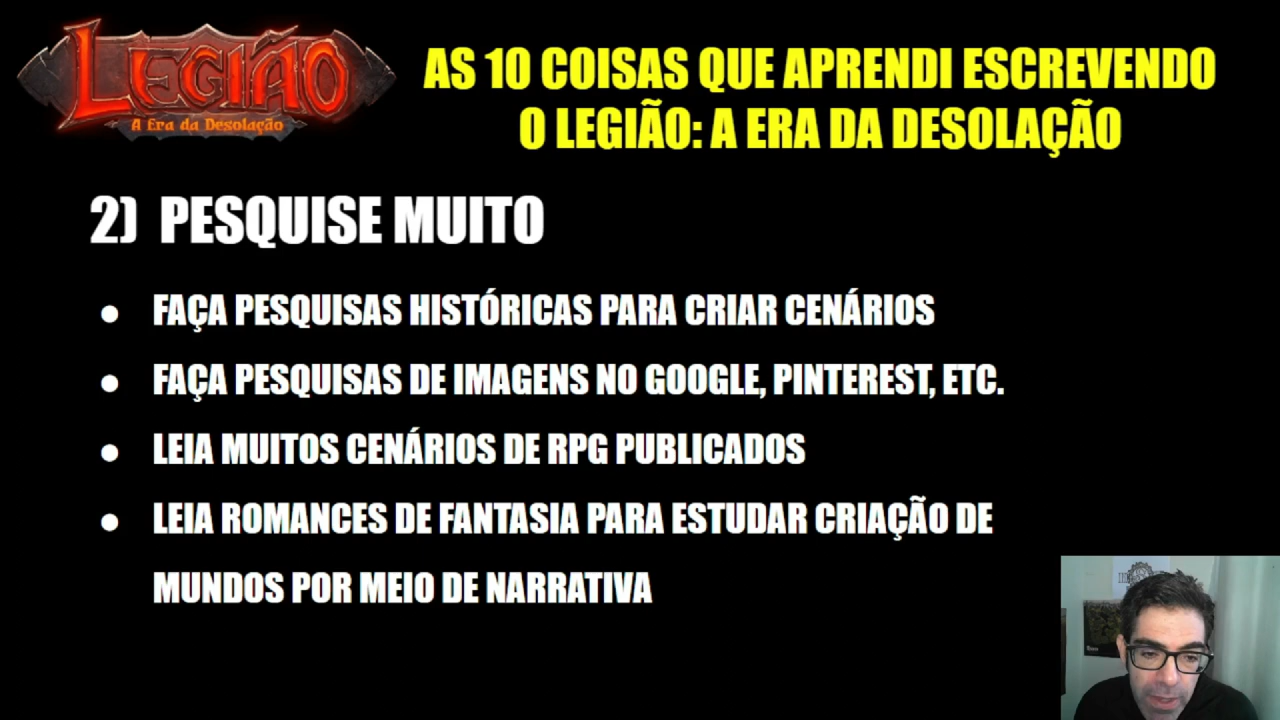 LEGIÃO
A Era da Desolação
AS 10 COISAS QUE APRENDI ESCREVENDO
O LEGIÃO: A ERA DA DESOLAÇÃO
2) PESQUISE MUITO
● FAÇA PESQUISAS HISTÓRICAS PARA CRIAR CENÁRIOS
● FAÇA PESQUISAS DE IMAGENS NO GOOGLE, PINTEREST, ETC.
● LEIA MUITOS CENÁRIOS DE RPG PUBLICADOS
● LEIA ROMANCES DE FANTASIA PARA ESTUDAR CRIAÇÃO DE
MUNDOS POR MEIO DE NARRATIVA